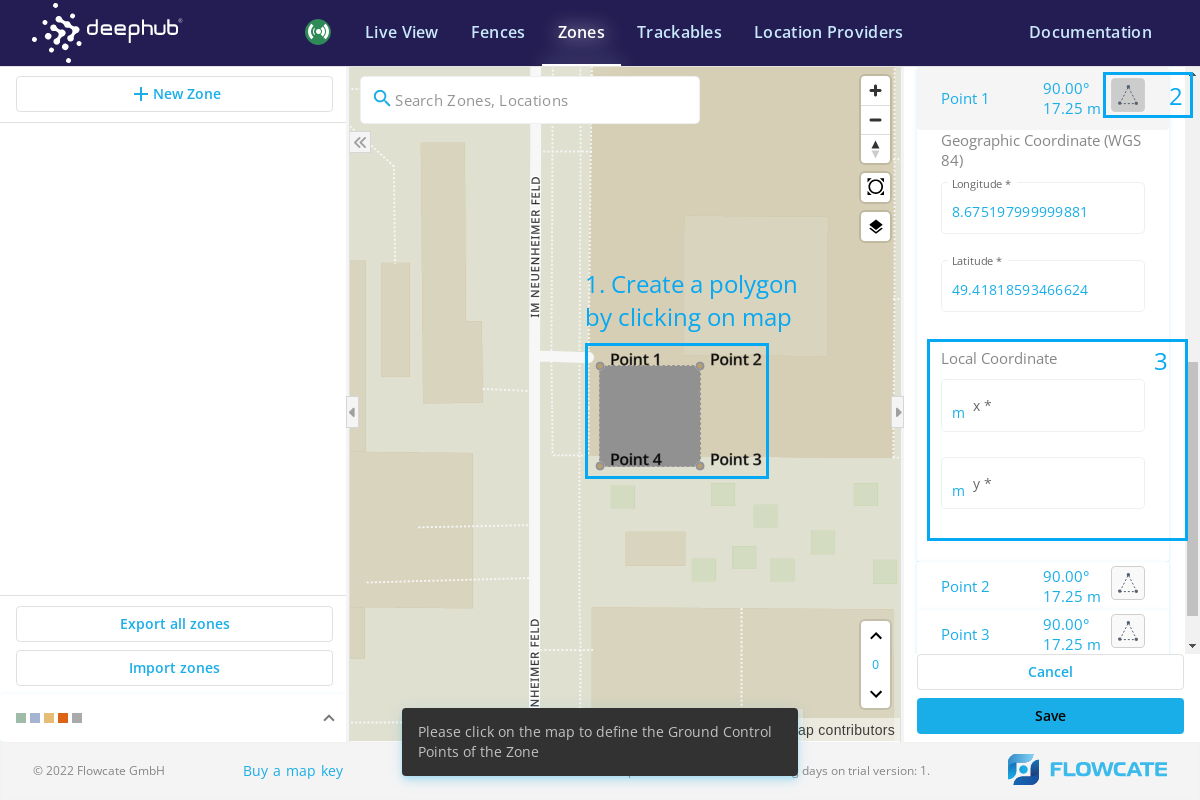 deephub®
Live View
Fences
Zones
Trackables
Location Providers
Documentation
New Zone
Export all zones
Import zones
Search Zones, Locations
IM NEUENHEIMER FELD
1. Create a polygon
by clicking on map
Point 1
Point 2
Point 4
Point 3
NHEIMER FELD
0
ap contributors
Point 1
90.00°
17.25 m
2
Geographic Coordinate (WGS
84)
Longitude *
8.675197999999881
Latitude *
49.41818593466624
Local Coordinate
3
m x *
m y *
Point 2
90.00°
17.25 m
Point 3
90.00°
17.25 m
Cancel
Save
Please click on the map to define the Ground Control
Points of the Zone
© 2022 Flowcate GmbH
Buy a map key
days on trial version: 1.
FLOWCATE